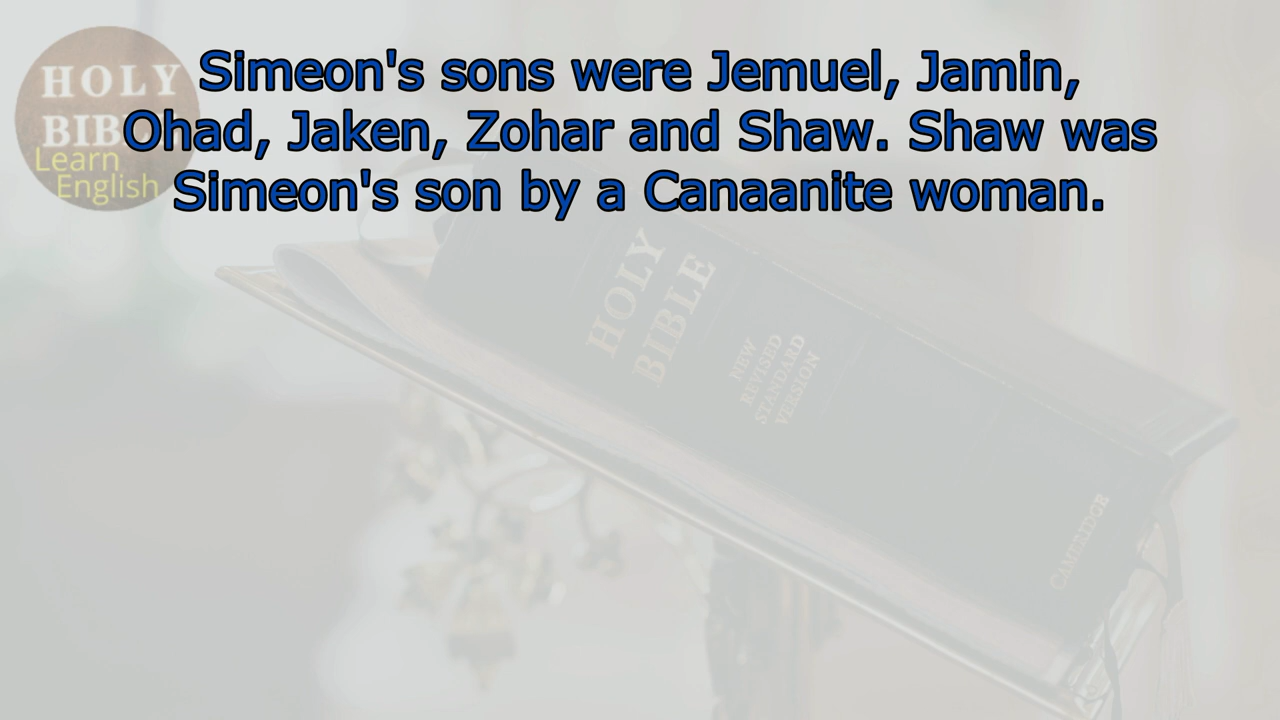 Simeon's sons were Jemuel, Jamin,
Ohad, Jaken, Zohar and Shaw. Shaw was
Simeon's son by a Canaanite woman.
HOLY
BIBL
Learn
English
HOLY
BIBLE
NEW
REVISED
STANDARD
VERSION
CAMBRIDGE